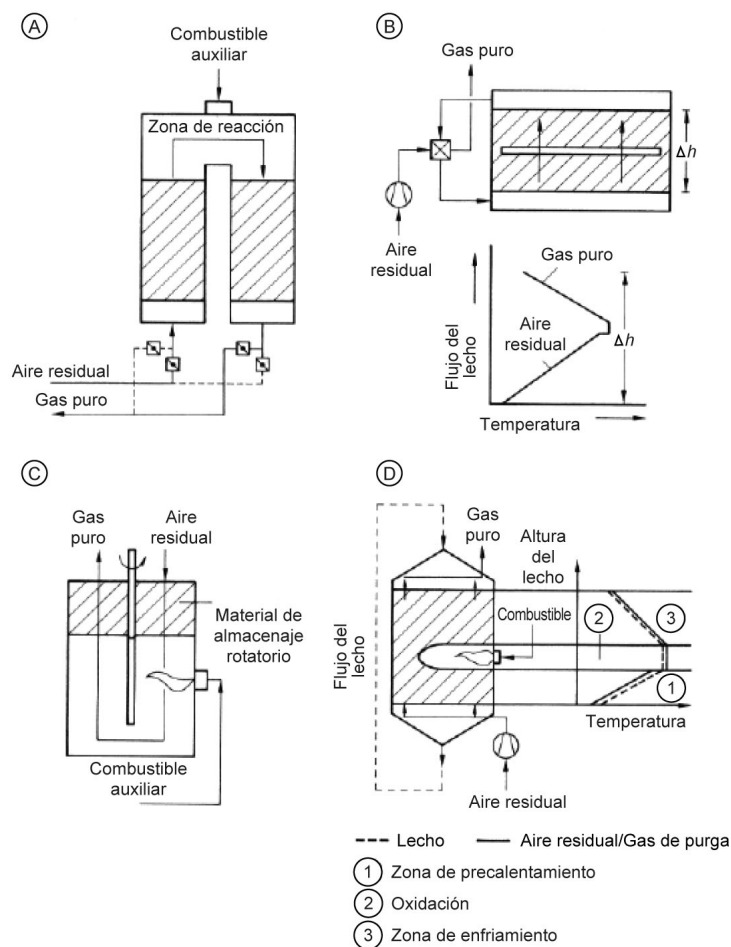 A
Combustible
auxiliar
Zona de reacción
Aire residual
Gas puro
B
Gas puro
Δh
Aire
residual
Gas puro
Aire
residual
Δh
Flujo del
lecho
Temperatura
C
Gas
puro
Aire
residual
Material de
almacenaje
rotatorio
Combustible
auxiliar
D
Gas
puro
Altura
del
lecho
Combustible
2
3
1
Flujo del
lecho
Temperatura
Aire residual
Lecho
Aire residual/Gas de purga
1 Zona de precalentamiento
2 Oxidación
3 Zona de enfriamiento